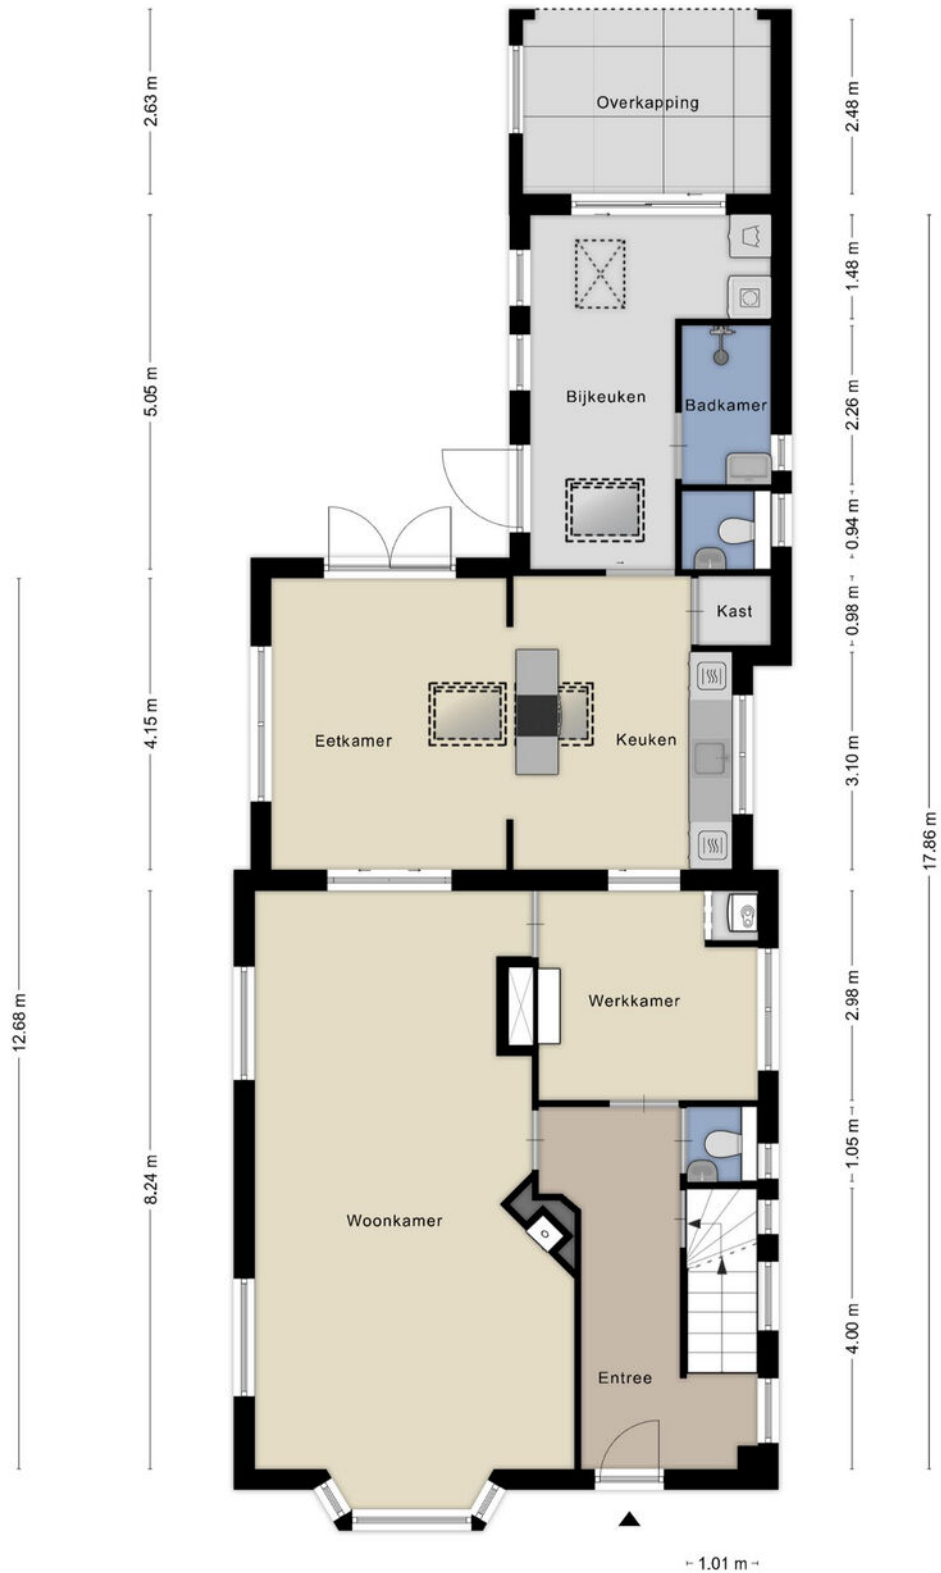 2.63 m
2.48 m
Overkapping
5.05 m
1.48 m
Bijkeuken
Badkamer
2.26 m
0.94 m
Kast
0.98 m
4.15 m
Eetkamer
Keuken
3.10 m
17.86 m
12.68 m
Werkkamer
2.98 m
8.24 m
1.05 m
Woonkamer
4.00 m
Entree
1.01 m